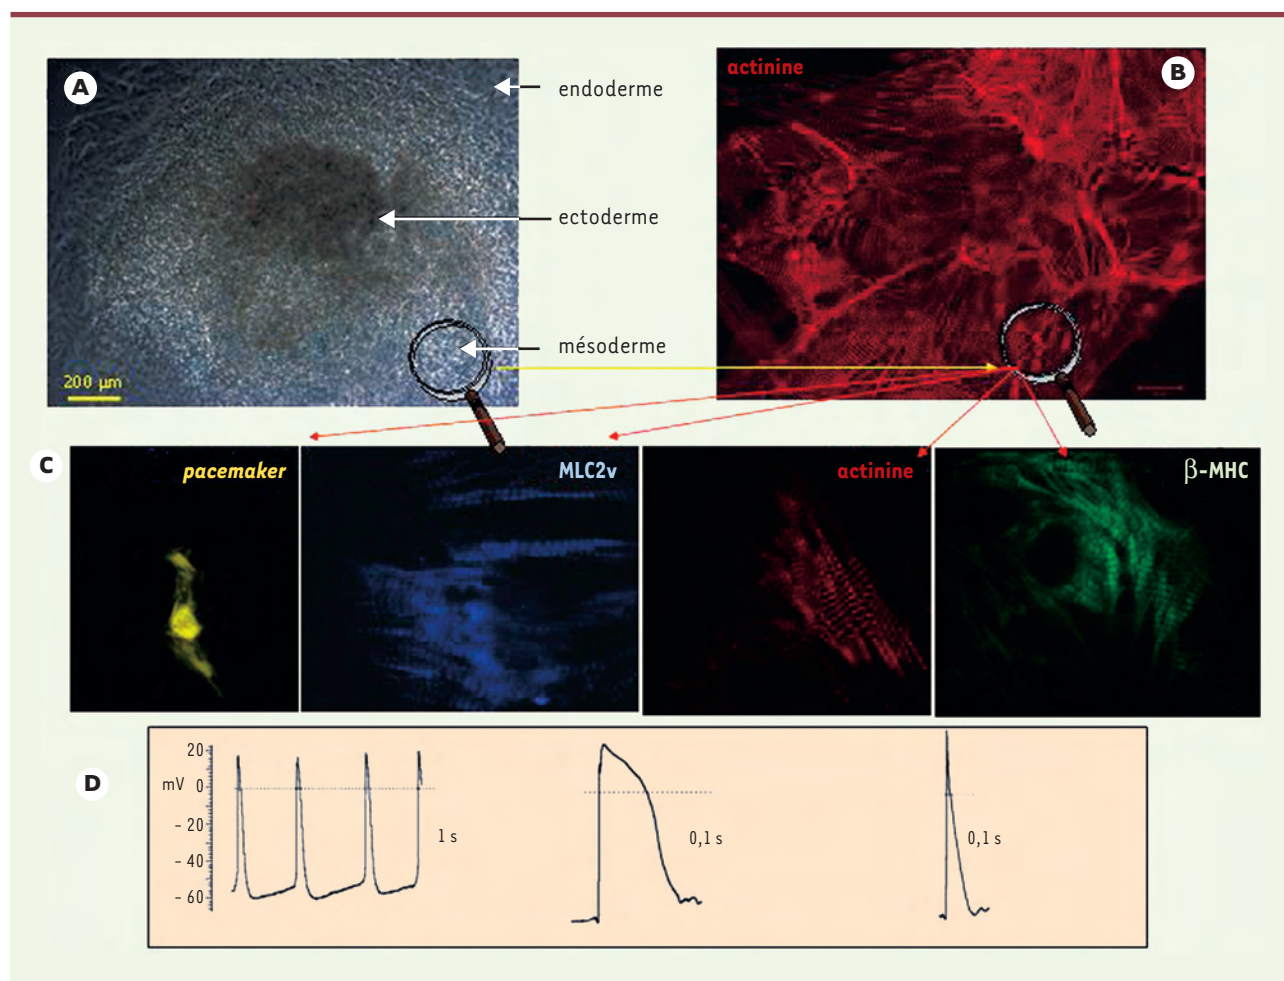 A
endoderme
ectoderme
mésoderme
200 µm
actinine
B
C
pacemaker
MLC2v
actinine
β-MHC
D
mV
20
0
- 20
- 40
- 60
1 s
0,1 s
0,1 s